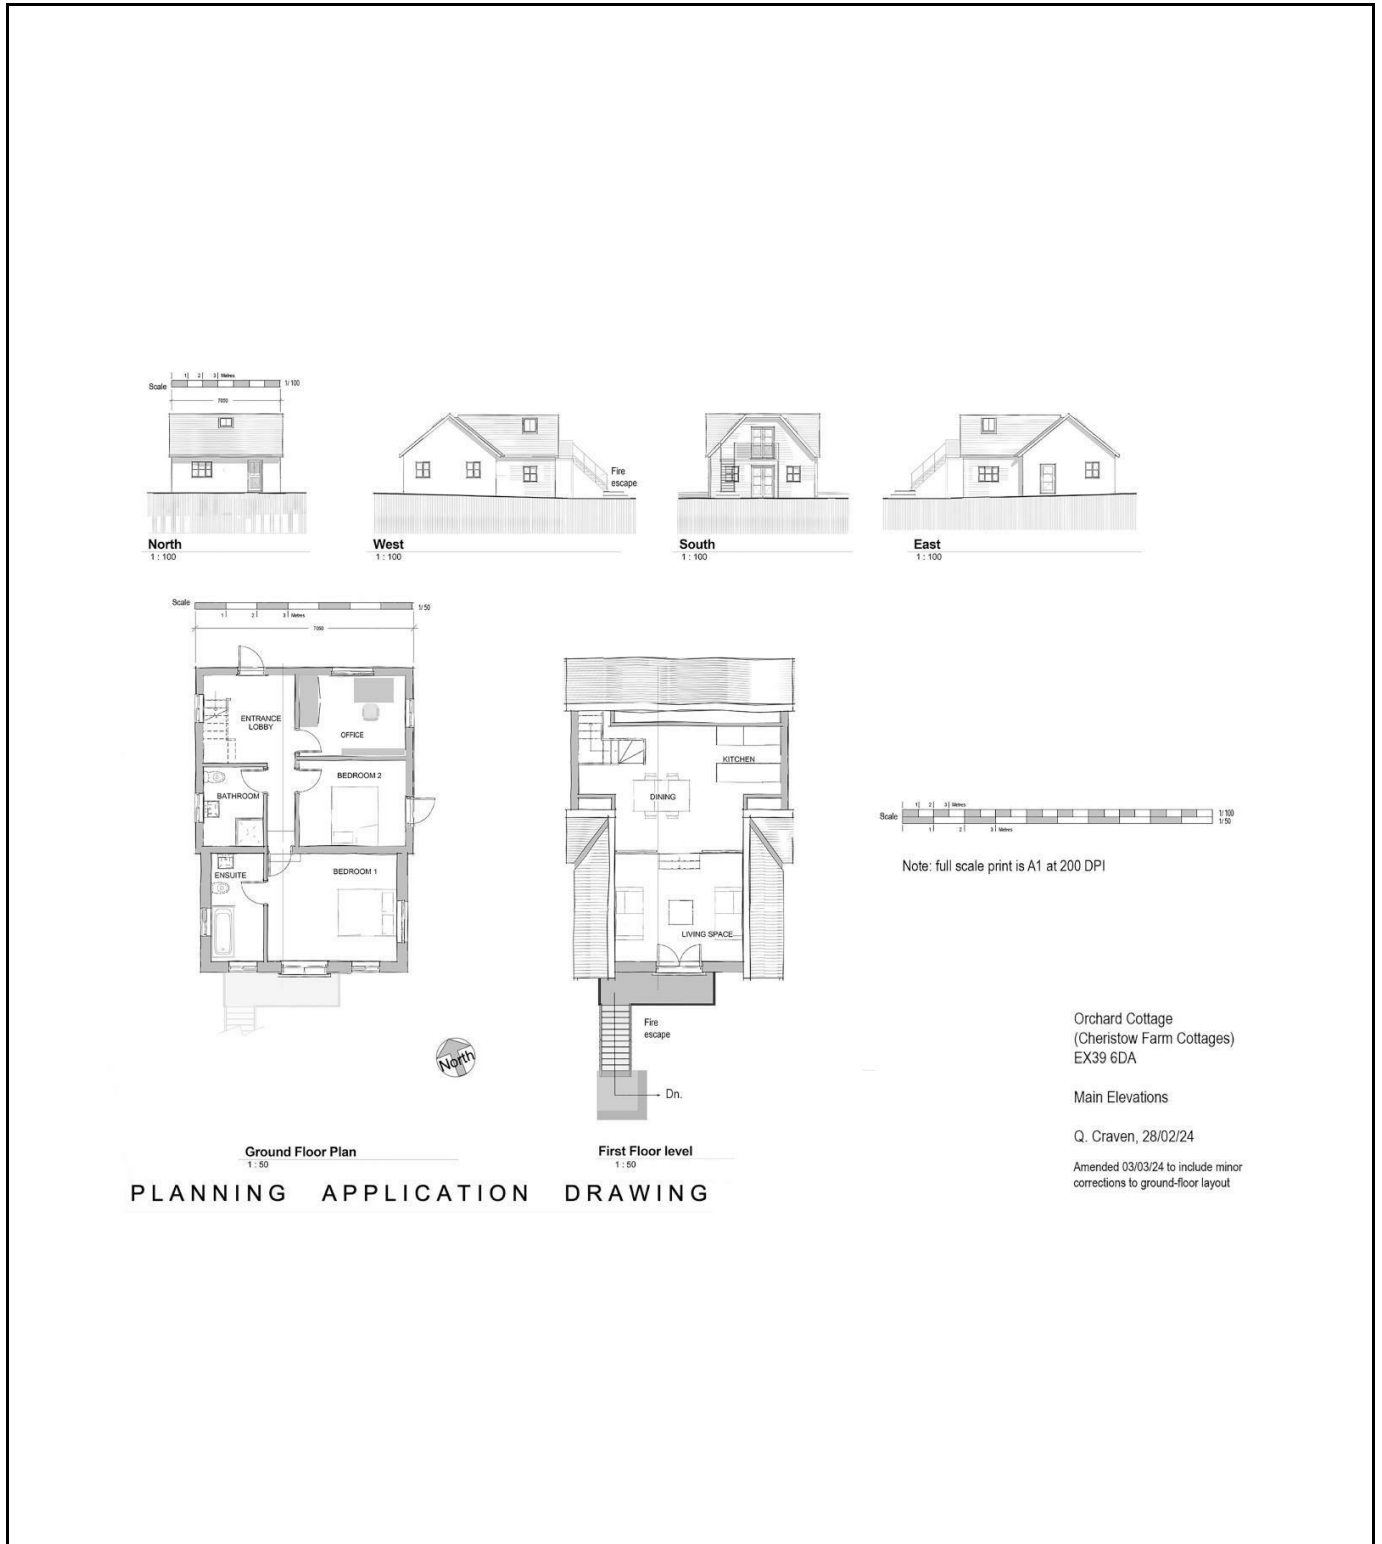 1 2 3 Metres
Scale 1/ 100
7050
Fire
escape
North
1 : 100
West
1 : 100
South
1 : 100
East
1 : 100
Scale 1/ 50
1 2 3 Metres
7050
ENTRANCE
LOBBY
OFFICE
BEDROOM 2
BATHROOM
ENSUITE
BEDROOM 1
KITCHEN
DINING
LIVING SPACE
Fire
escape
Dn.
North
1 2 3 Metres
Scale 1/ 100
1/ 50
1 2 3 Metres
Note: full scale print is A1 at 200 DPI
Orchard Cottage
(Cheristow Farm Cottages)
EX39 6DA
Main Elevations
Q. Craven, 28/02/24
Amended 03/03/24 to include minor
corrections to ground-floor layout
Ground Floor Plan
1 : 50
First Floor level
1 : 50
PLANNING APPLICATION DRAWING